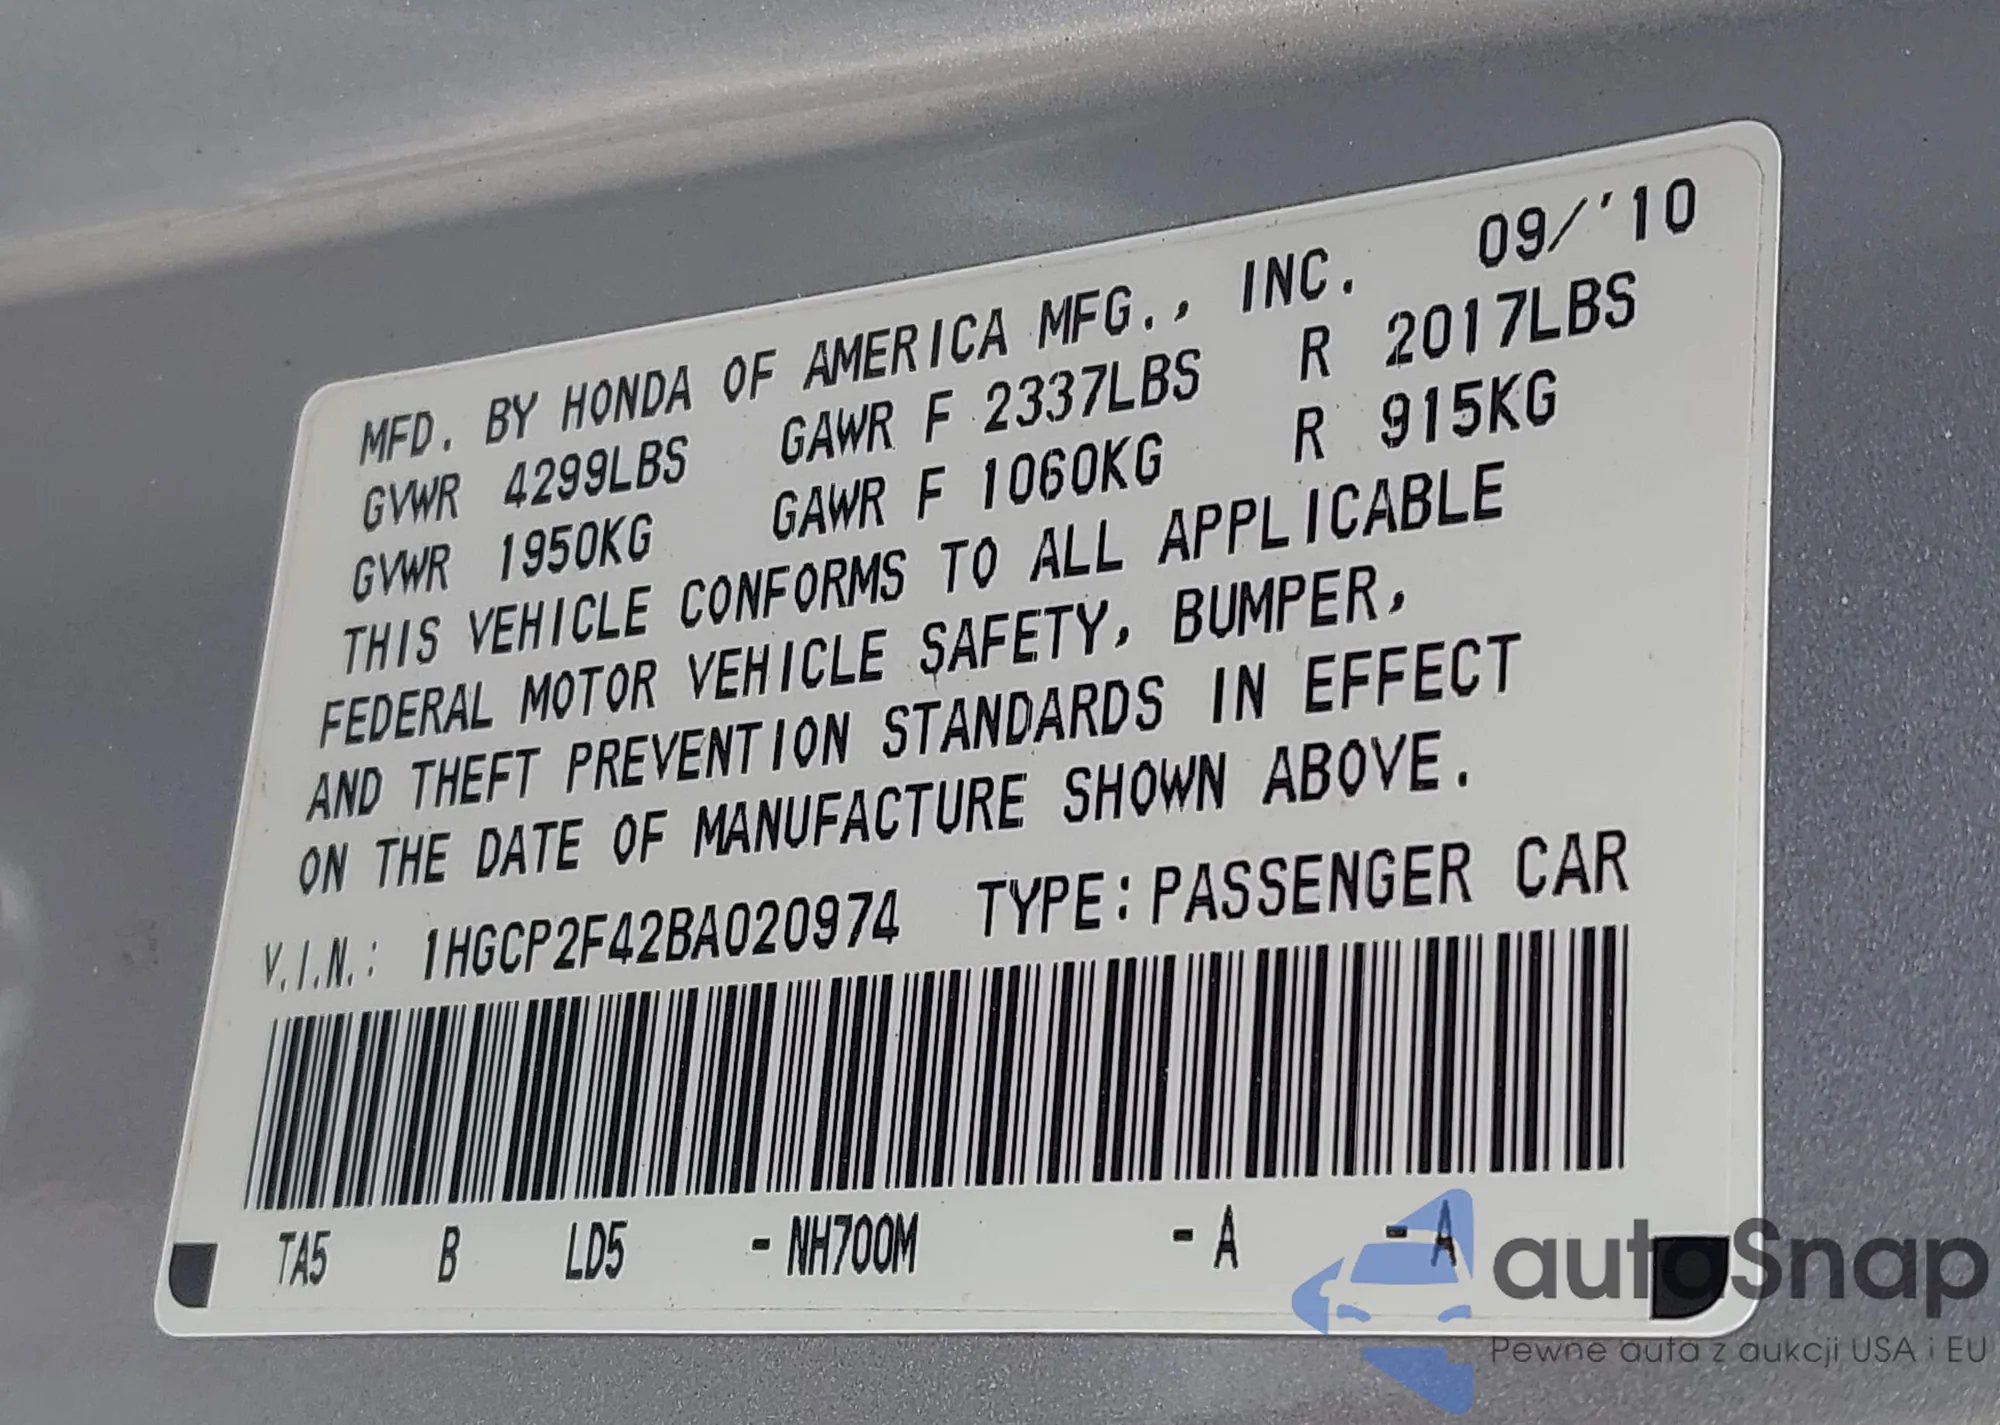 MFD. BY HONDA OF AMERICA MFG., INC. 09/'10
GVWR 4299LBS GAWR F 2337LBS R 2017LBS
GVWR 1950KG GAWR F 1060KG R 915KG
THIS VEHICLE CONFORMS TO ALL APPLICABLE
FEDERAL MOTOR VEHICLE SAFETY, BUMPER,
AND THEFT PREVENTION STANDARDS IN EFFECT
ON THE DATE OF MANUFACTURE SHOWN ABOVE.
V.I.N.: 1HGCP2F42BA020974 TYPE: PASSENGER CAR
TA5 B LD5 -NH700M -A -A
autoSnap
Pewne auta z aukcji USA i EU